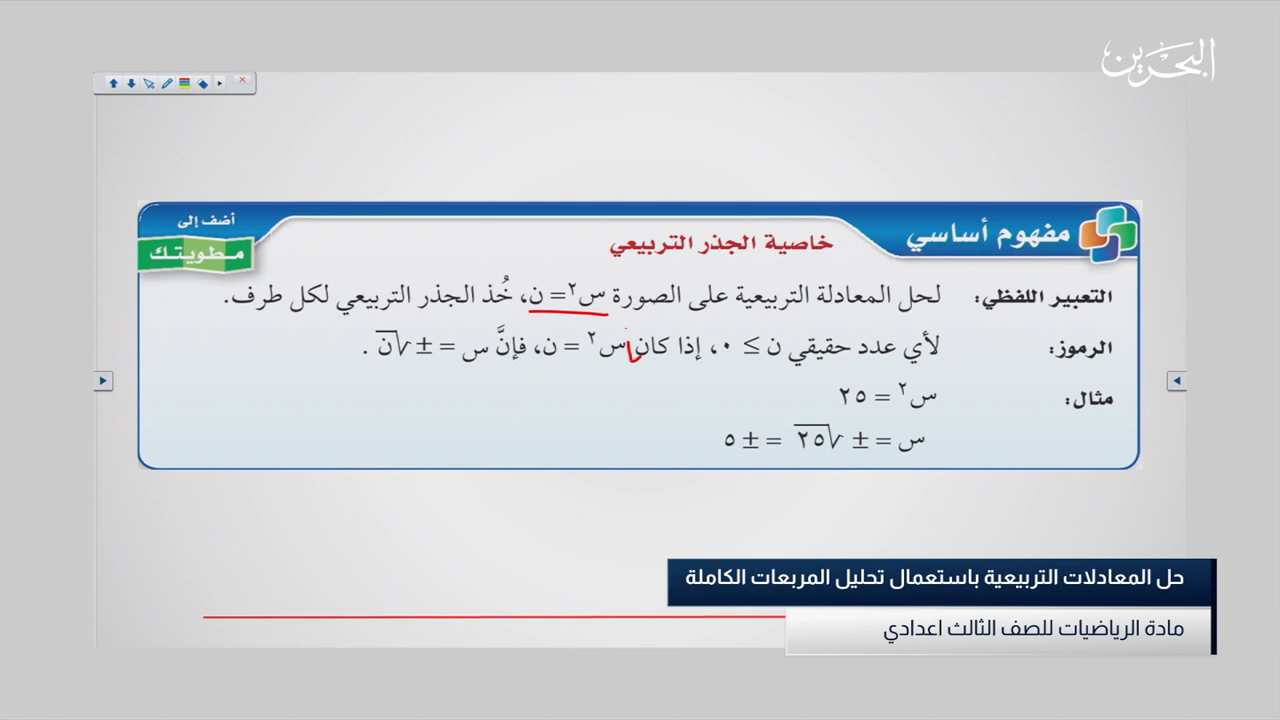 البحرين
مفهوم أساسي
خاصية الجذر التربيعي
أضف إلى
مطويتك
التعبير اللفظي: لحل المعادلة التربيعية على الصورة س٢= ن، خُذ الجذر التربيعي لكل طرف.
الرموز: لأي عدد حقيقي ن ≥ ٠، إذا كان س٢ = ن، فإنَّ س = ± √ن .
مثال: س٢ = ٢٥
س = ± √٢٥ = ± ٥
حل المعادلات التربيعية باستعمال تحليل المربعات الكاملة
مادة الرياضيات للصف الثالث اعدادي